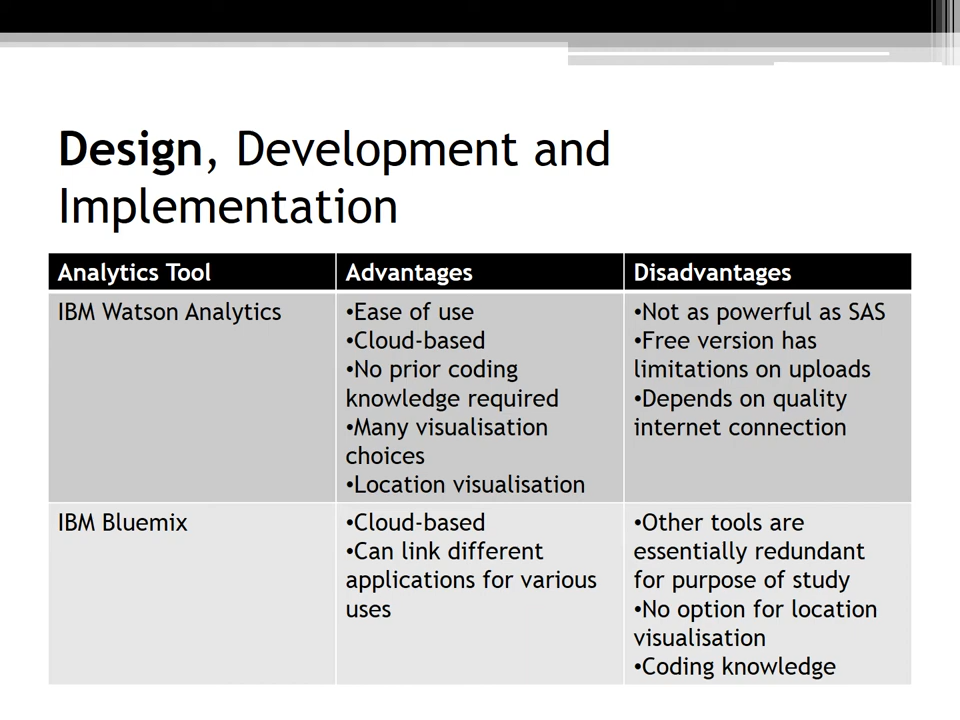 Design, Development and
Implementation
Analytics Tool
Advantages
Disadvantages
IBM Watson Analytics
•Ease of use
•Cloud-based
•No prior coding
knowledge required
•Many visualisation
choices
•Location visualisation
•Not as powerful as SAS
•Free version has
limitations on uploads
•Depends on quality
internet connection
IBM Bluemix
•Cloud-based
•Can link different
applications for various
uses
•Other tools are
essentially redundant
for purpose of study
•No option for location
visualisation
•Coding knowledge